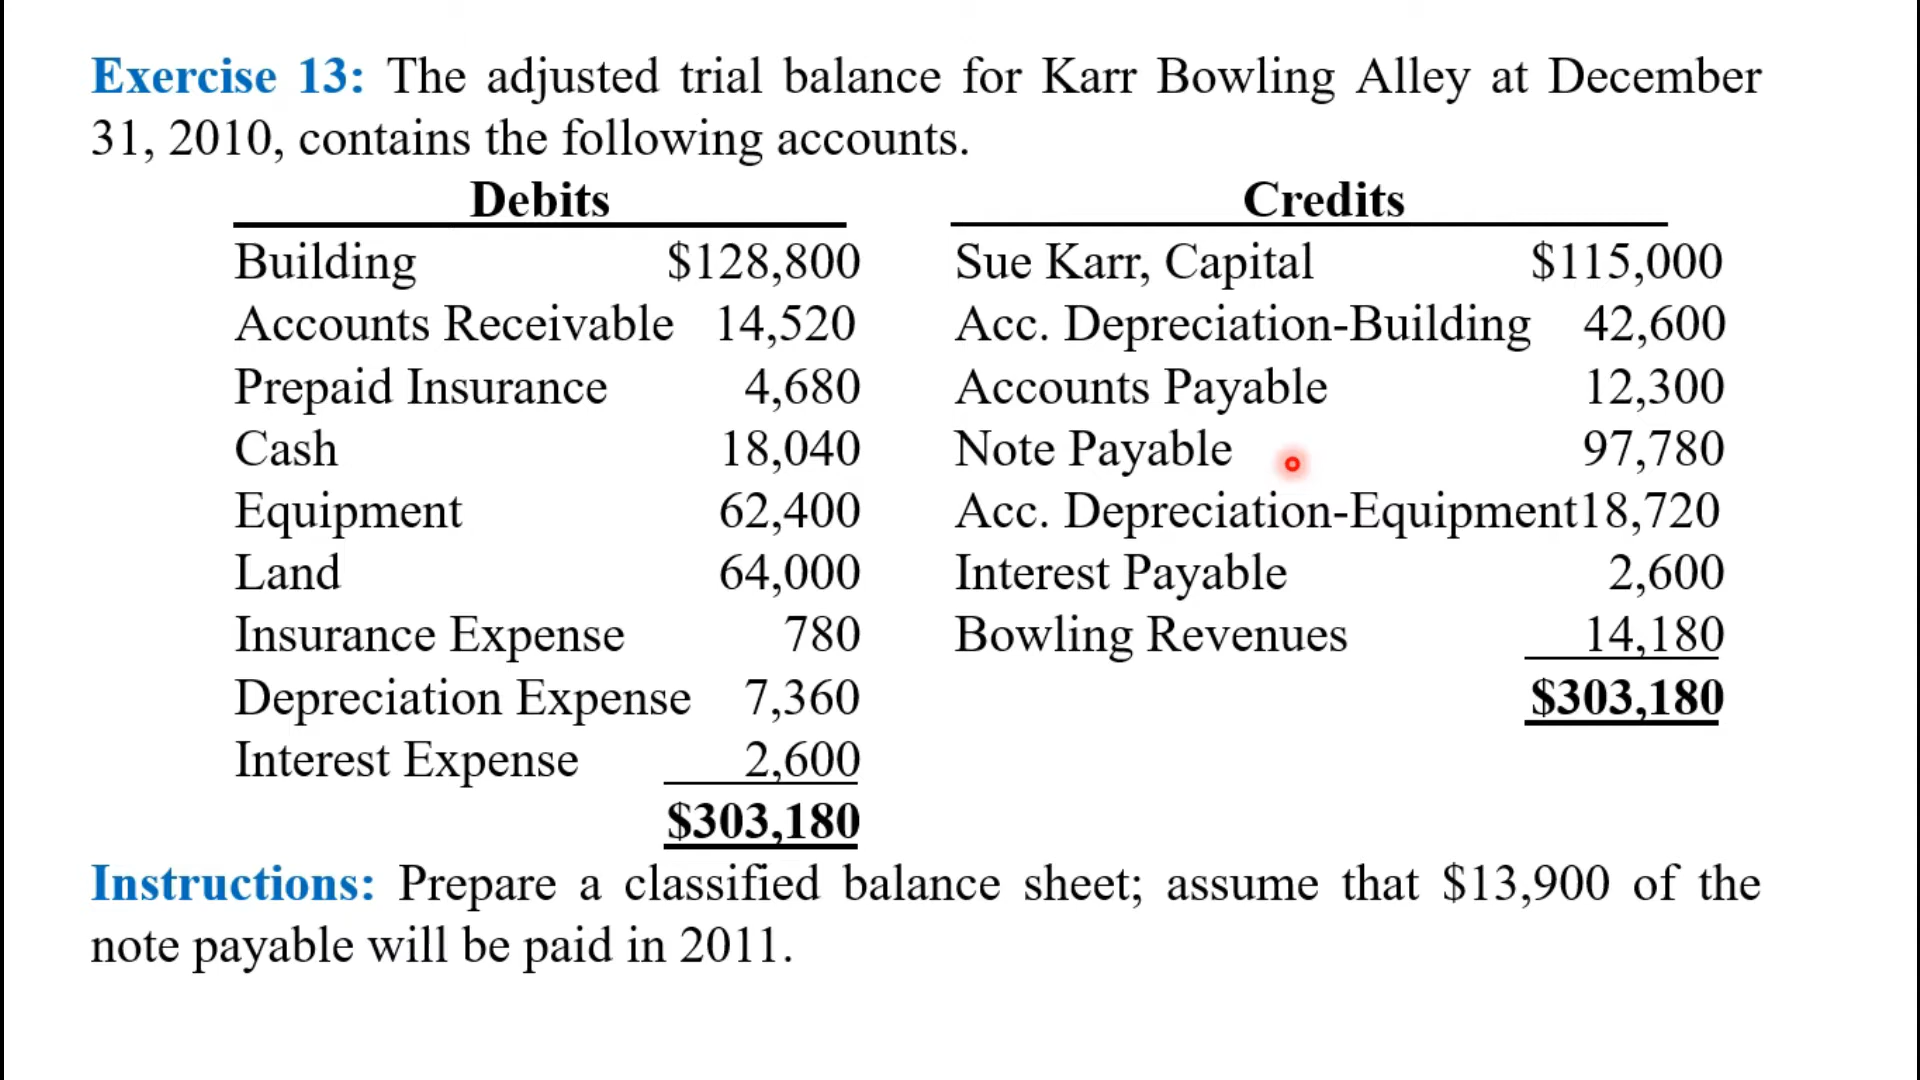 Exercise 13: The adjusted trial balance for Karr Bowling Alley at December
31, 2010, contains the following accounts.
Debits Credits
Building $128,800 Sue Karr, Capital $115,000
Accounts Receivable 14,520 Acc. Depreciation-Building 42,600
Prepaid Insurance 4,680 Accounts Payable 12,300
Cash 18,040 Note Payable 97,780
Equipment 62,400 Acc. Depreciation-Equipment18,720
Land 64,000 Interest Payable 2,600
Insurance Expense 780 Bowling Revenues 14,180
Depreciation Expense 7,360 $303,180
Interest Expense 2,600
$303,180
Instructions: Prepare a classified balance sheet; assume that $13,900 of the
note payable will be paid in 2011.